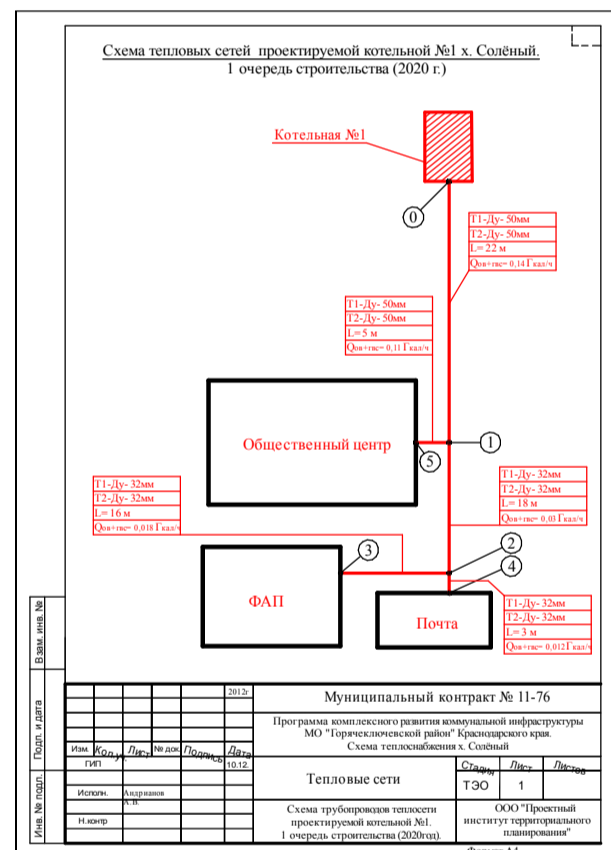 Схема тепловых сетей проектируемой котельной №1 х. Солёный.
1 очередь строительства (2020 г.)
Котельная №1
0
Т1-Ду- 50мм
Т2-Ду- 50мм
L= 22 м
Qов+гвс= 0,14 Гкал/ч
Т1-Ду- 50мм
Т2-Ду- 50мм
L= 5 м
Qов+гвс= 0,11 Гкал/ч
Общественный центр
5
1
Т1-Ду- 32мм
Т2-Ду- 32мм
L= 18 м
Qов+гвс= 0,03 Гкал/ч
Т1-Ду- 32мм
Т2-Ду- 32мм
L= 16 м
Qов+гвс= 0,018 Гкал/ч
3
2
4
ФАП
Почта
Т1-Ду- 32мм
Т2-Ду- 32мм
L= 3 м
Qов+гвс= 0,012 Гкал/ч
Взам. инв. №
Подп. и дата
Инв. № подл.
2012г
Муниципальный контракт № 11-76
Программа комплексного развития коммунальной инфраструктуры
МО "Горячеключевской район" Краснодарского края.
Схема теплоснабжения х. Солёный
Изм. Кол.уч. Лист № док. Подпись Дата
ГИП 10.12.
Исполн. Андрианов А.В.
Н.контр
Тепловые сети
Стадия Лист Листов
ТЭО 1
Схема трубопроводов теплосети
проектируемой котельной №1.
1 очередь строительства (2020год).
ООО "Проектный
институт территориального
планирования"
Формат А4